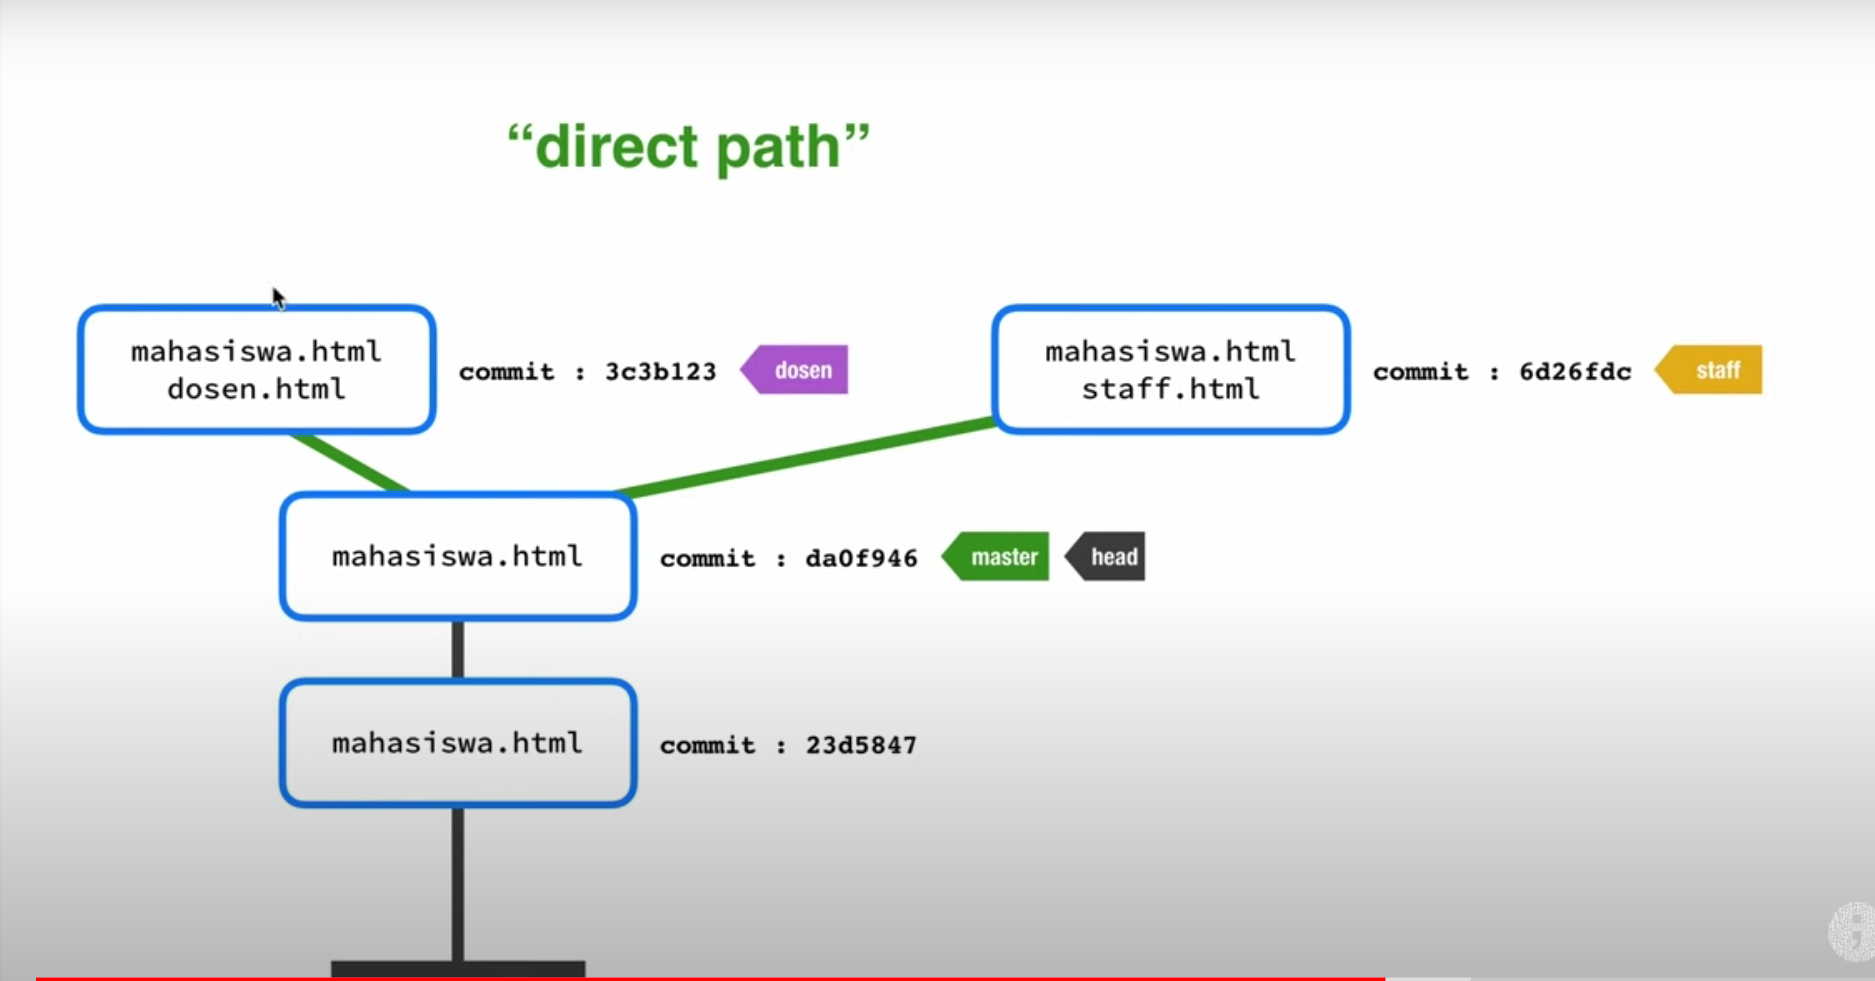 “direct path”
mahasiswa.html
dosen.html
commit : 3c3b123
dosen
mahasiswa.html
staff.html
commit : 6d26fdc
staff
mahasiswa.html
commit : da0f946
master
head
mahasiswa.html
commit : 23d5847